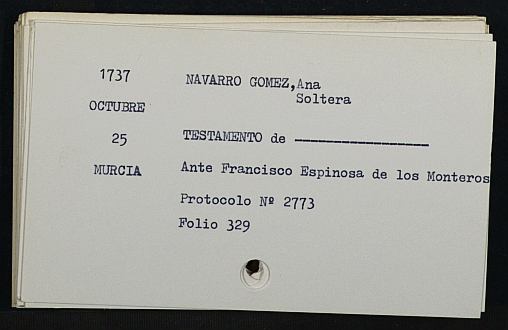 1737 NAVARRO GOMEZ, Ana
OCTUBRE Soltera
25 TESTAMENTO de -----------------
MURCIA Ante Francisco Espinosa de los Monteros
Protocolo Nº 2773
Folio 329